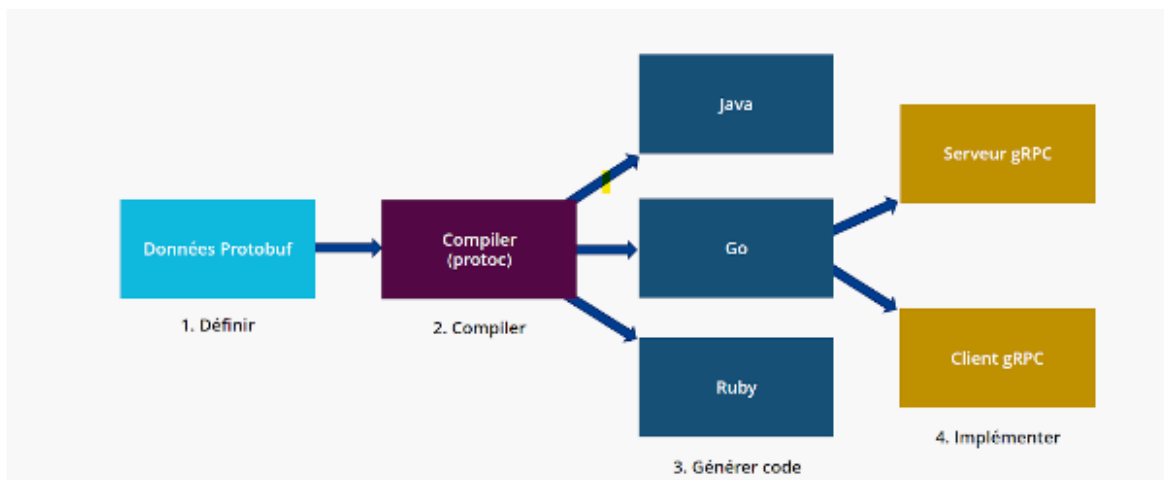 Données Protobuf
1. Définir
Compiler
(protoc)
2. Compiler
Java
Go
Ruby
3. Générer code
Serveur gRPC
Client gRPC
4. Implémenter